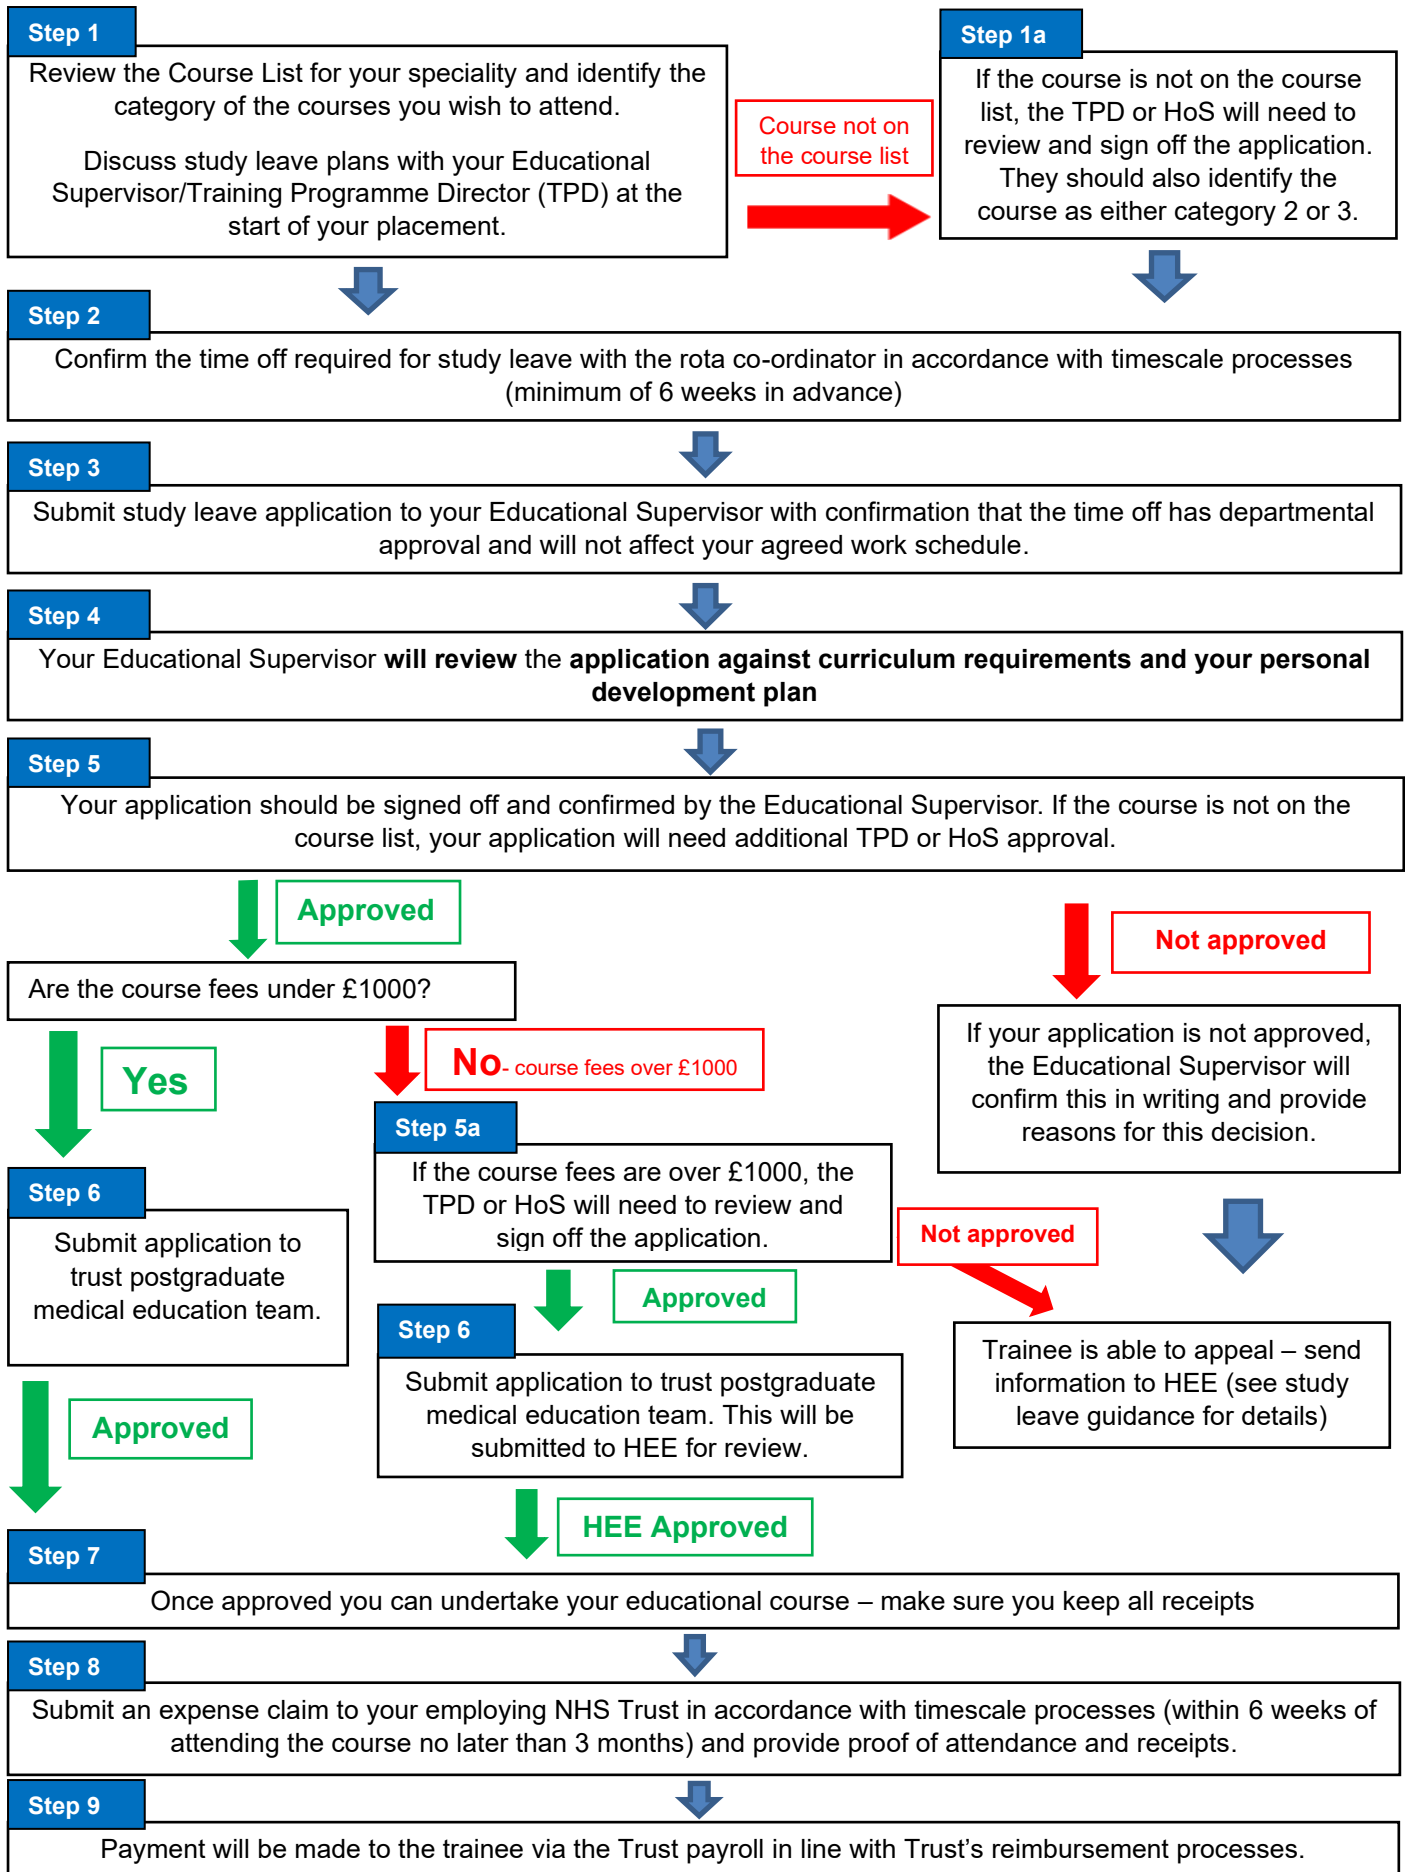 Step 1
Review the Course List for your speciality and identify the
category of the courses you wish to attend.
Discuss study leave plans with your Educational
Supervisor/Training Programme Director (TPD) at the
start of your placement.
Course not on
the course list
Step 1a
If the course is not on the course
list, the TPD or HoS will need to
review and sign off the application.
They should also identify the
course as either category 2 or 3.
Step 2
Confirm the time off required for study leave with the rota co-ordinator in accordance with timescale processes
(minimum of 6 weeks in advance)
Step 3
Submit study leave application to your Educational Supervisor with confirmation that the time off has departmental
approval and will not affect your agreed work schedule.
Step 4
Your Educational Supervisor will review the application against curriculum requirements and your personal
development plan
Step 5
Your application should be signed off and confirmed by the Educational Supervisor. If the course is not on the
course list, your application will need additional TPD or HoS approval.
Approved
Not approved
Are the course fees under £1000?
Yes
No- course fees over £1000
If your application is not approved,
the Educational Supervisor will
confirm this in writing and provide
reasons for this decision.
Step 5a
If the course fees are over £1000, the
TPD or HoS will need to review and
sign off the application.
Step 6
Submit application to
trust postgraduate
medical education team.
Not approved
Approved
Step 6
Submit application to trust postgraduate
medical education team. This will be
submitted to HEE for review.
Trainee is able to appeal – send
information to HEE (see study
leave guidance for details)
Approved
HEE Approved
Step 7
Once approved you can undertake your educational course – make sure you keep all receipts
Step 8
Submit an expense claim to your employing NHS Trust in accordance with timescale processes (within 6 weeks of
attending the course no later than 3 months) and provide proof of attendance and receipts.
Step 9
Payment will be made to the trainee via the Trust payroll in line with Trust's reimbursement processes.